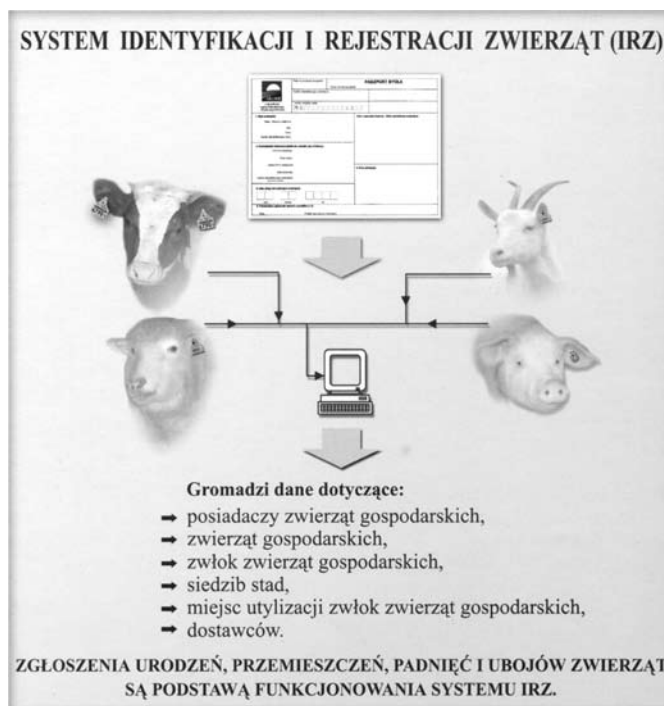 SYSTEM IDENTYFIKACJI I REJESTRACJI ZWIERZĄT (IRZ)
PASZPORT BYDŁA
Gromadzi dane dotyczące:
➡ posiadaczy zwierząt gospodarskich,
➡ zwierząt gospodarskich,
➡ zwłok zwierząt gospodarskich,
➡ siedzib stad,
➡ miejsc utylizacji zwłok zwierząt gospodarskich,
➡ dostawców.
ZGŁOSZENIA URODZEŃ, PRZEMIESZCZEŃ, PADNIĘĆ I UBOJÓW ZWIERZĄT
SĄ PODSTAWĄ FUNKCJONOWANIA SYSTEMU IRZ.